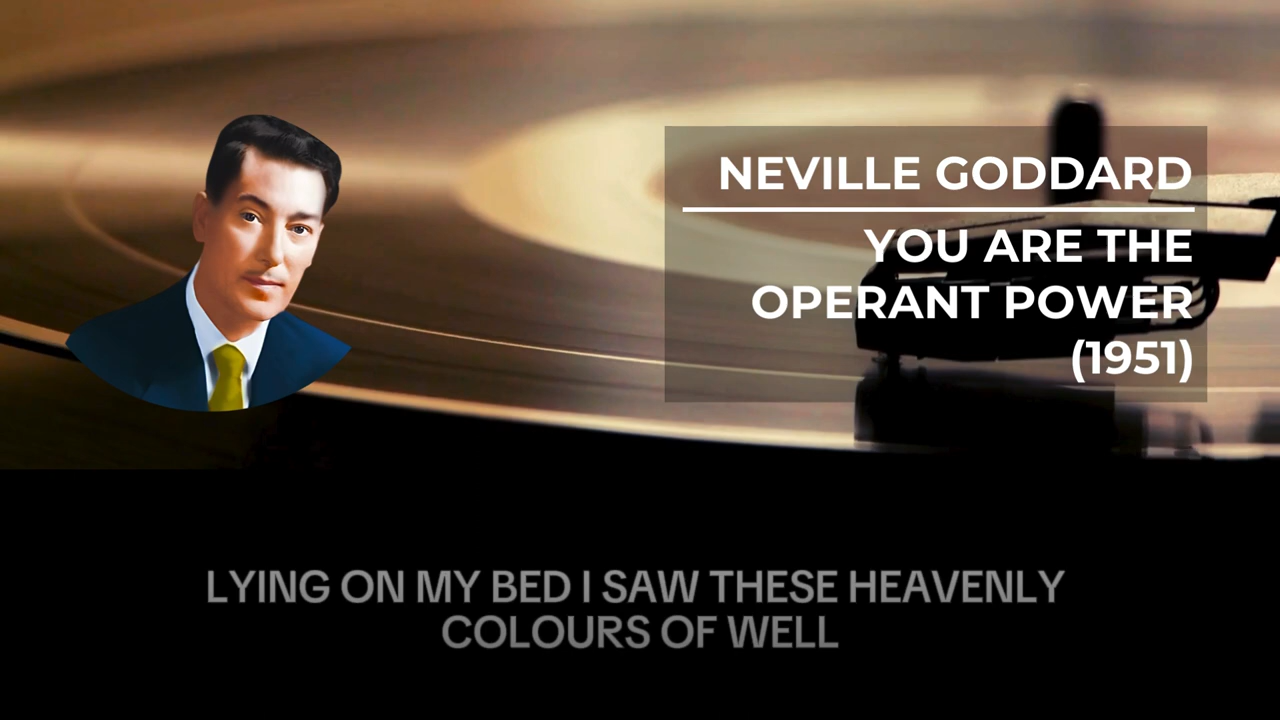 NEVILLE GODDARD
YOU ARE THE
OPERANT POWER
(1951)
LYING ON MY BED I SAW THESE HEAVENLY
COLOURS OF WELL